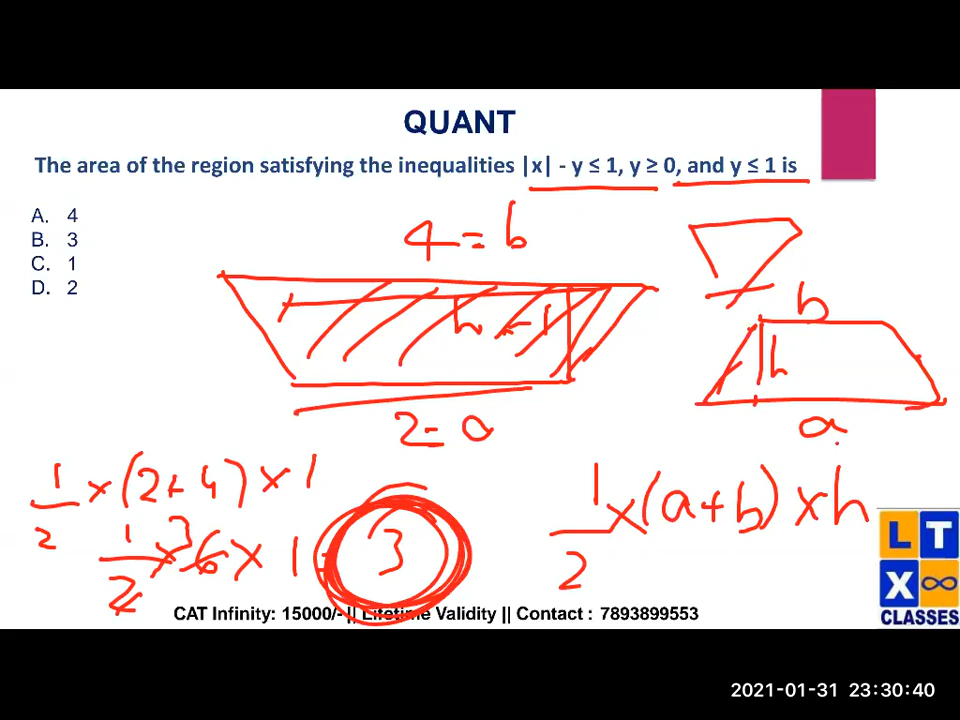 QUANT
The area of the region satisfying the inequalities |x| - y ≤ 1, y ≥ 0, and y ≤ 1 is
A. 4
B. 3
C. 1
D. 2
4 = b
h = 1
2 = a
b
h
a
1/2 × (2+4) × 1
1/2 × 6 × 1 = 3
3
1/2 × (a+b) × h
L T
X ∞
CLASSES
CAT Infinity: 15000/- || Lifetime Validity || Contact : 7893899553
2021-01-31 23:30:40